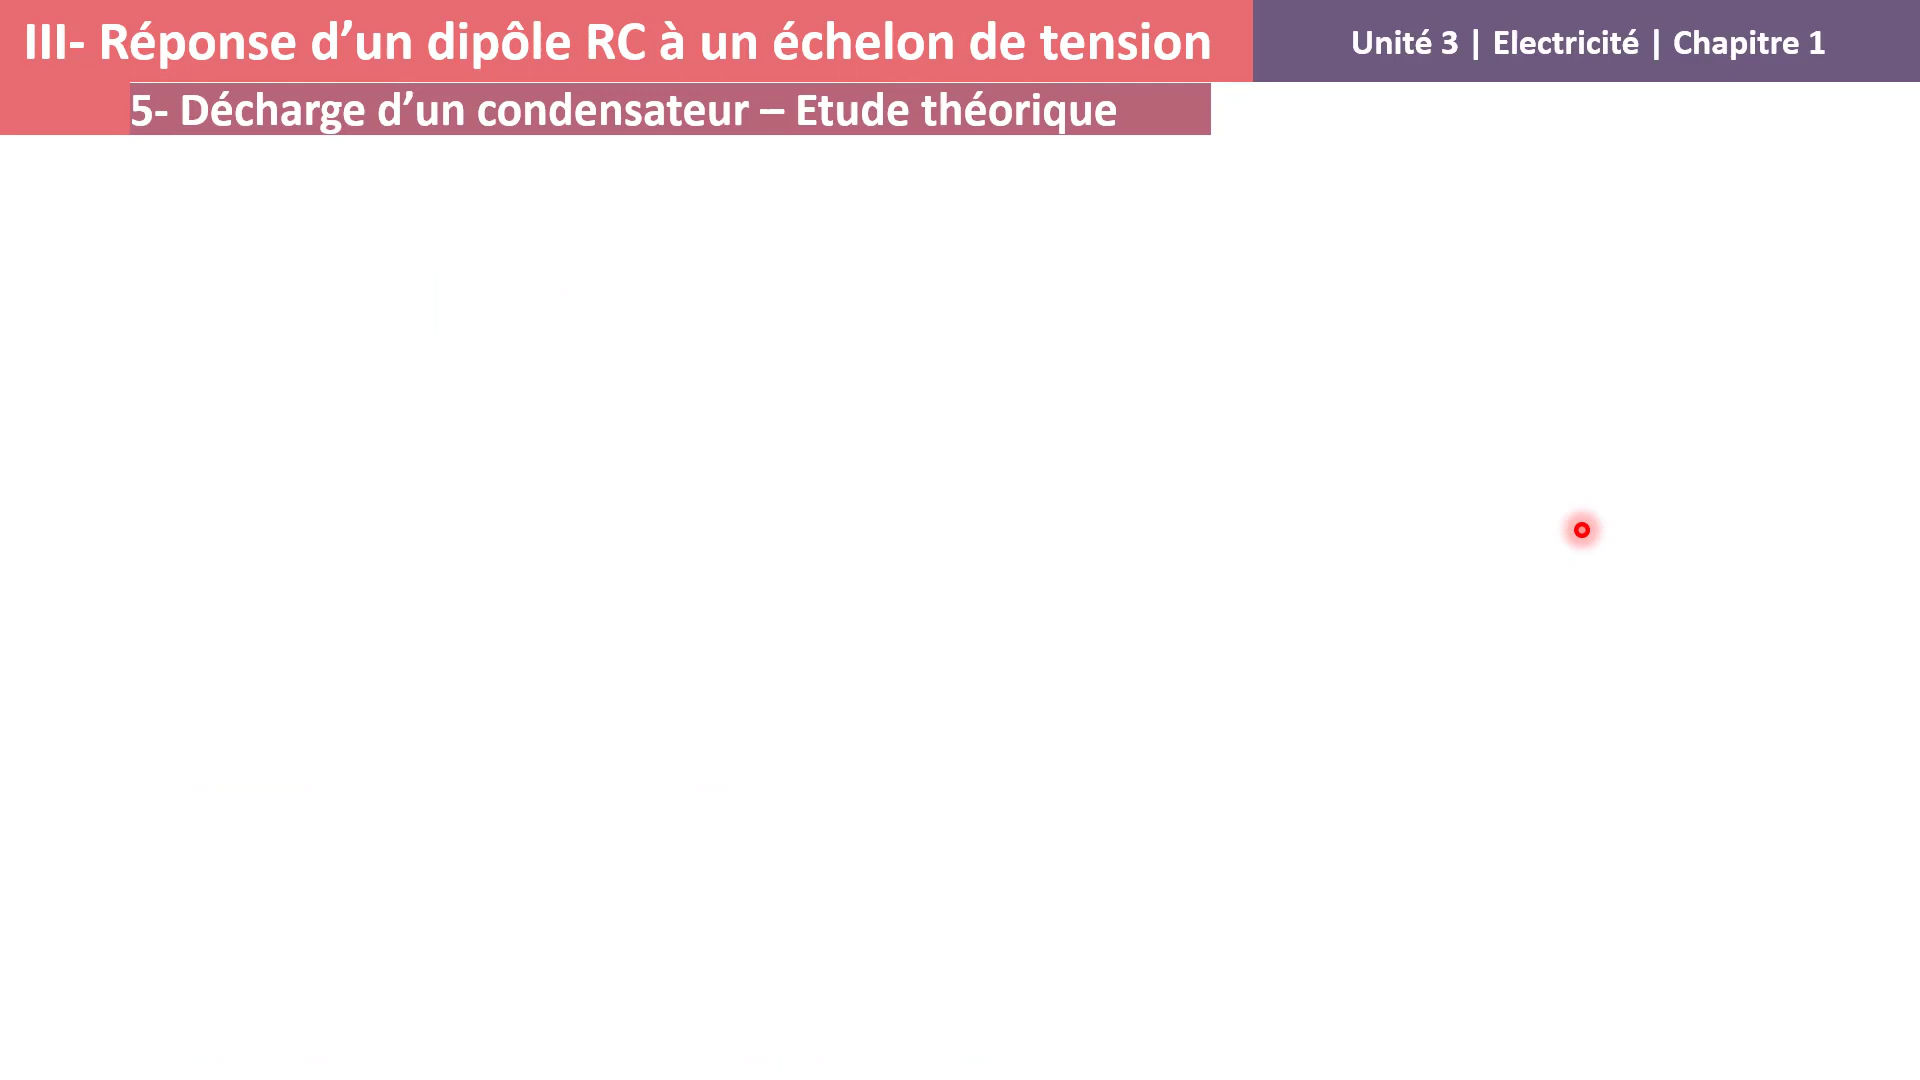 III- Réponse d’un dipôle RC à un échelon de tension
Unité 3 | Electricité | Chapitre 1
5- Décharge d’un condensateur – Etude théorique